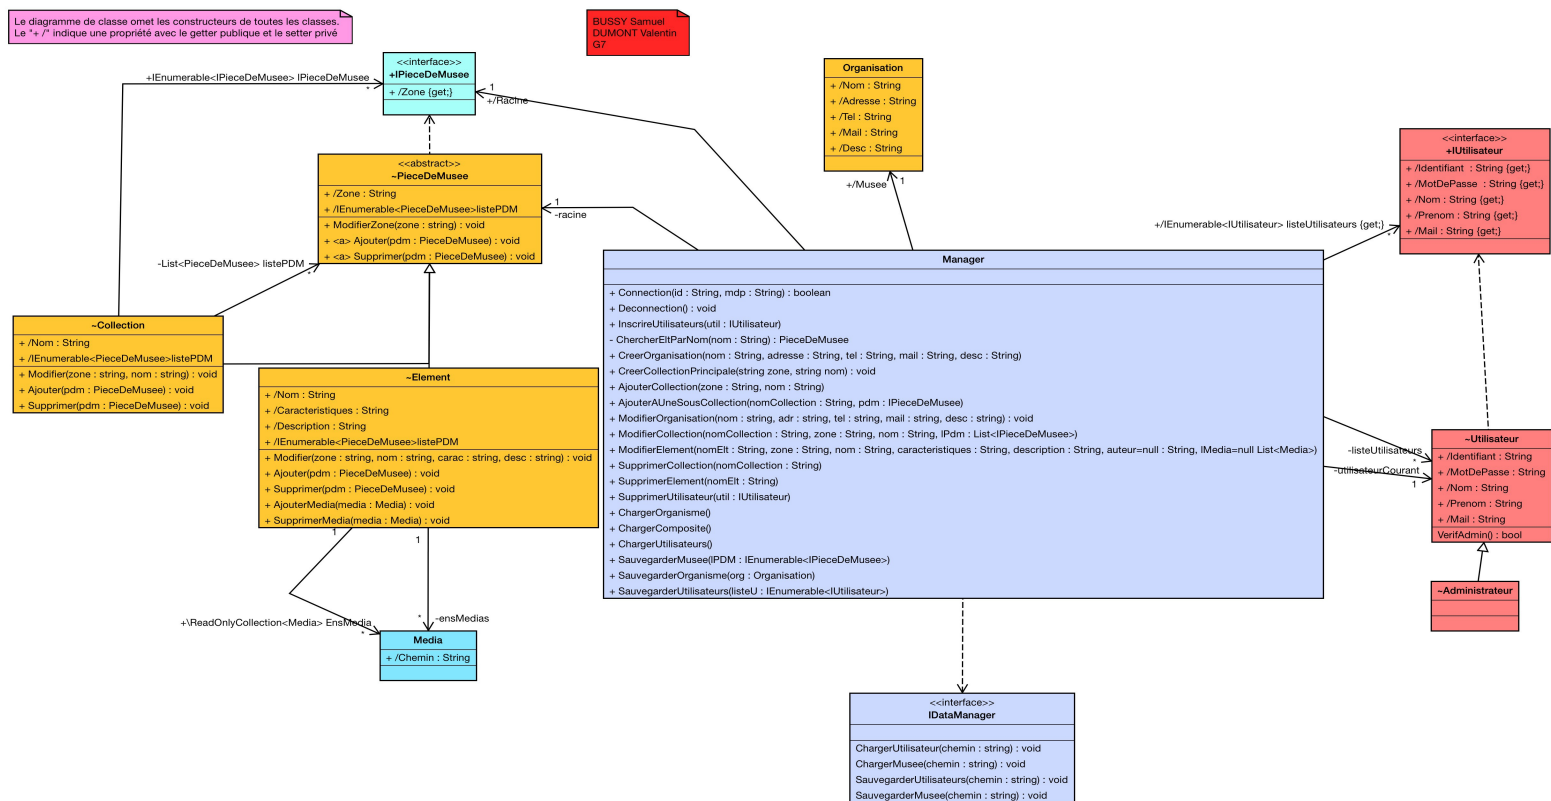 Le diagramme de classe omet les constructeurs de toutes les classes.
Le "+ /" indique une propriété avec le getter publique et le setter privé
BUSSY Samuel
DUMONT Valentin
G7
<<interface>>
+IPieceDeMusee
+ /Zone {get;}
+IEnumerable<IPieceDeMusee> IPieceDeMusee
*
1
+/Racine
Organisation
+ /Nom : String
+ /Adresse : String
+ /Tel : String
+ /Mail : String
+ /Desc : String
+/Musee
1
<<interface>>
+IUtilisateur
+ /Identifiant : String {get;}
+ /MotDePasse : String {get;}
+ /Nom : String {get;}
+ /Prenom : String {get;}
+ /Mail : String {get;}
+/IEnumerable<IUtilisateur> listeUtilisateurs {get;}
*
<<abstract>>
~PieceDeMusee
+ /Zone : String
+ /IEnumerable<PieceDeMusee>listePDM
+ ModifierZone(zone : string) : void
+ <a> Ajouter(pdm : PieceDeMusee) : void
+ <a> Supprimer(pdm : PieceDeMusee) : void
1
-racine
-List<PieceDeMusee> listePDM
*
Manager
+ Connection(id : String, mdp : String) : boolean
+ Deconnection() : void
+ InscrireUtilisateurs(util : IUtilisateur)
- ChercherEltParNom(nom : String) : PieceDeMusee
+ CreerOrganisation(nom : String, adresse : String, tel : String, mail : String, desc : String)
+ CreerCollectionPrincipale(string zone, string nom) : void
+ AjouterCollection(zone : String, nom : String)
+ AjouterAUneSousCollection(nomCollection : String, pdm : IPieceDeMusee)
+ ModifierOrganisation(nom : string, adr : string, tel : string, mail : string, desc : string) : void
+ ModifierCollection(nomCollection : String, zone : String, nom : String, lPdm : List<IPieceDeMusee>)
+ ModifierElement(nomElt : String, zone : String, nom : String, caracteristiques : String, description : String, auteur=null : String, lMedia=null List<Media>)
+ SupprimerCollection(nomCollection : String)
+ SupprimerElement(nomElt : String)
+ SupprimerUtilisateur(util : IUtilisateur)
+ ChargerOrganisme()
+ ChargerComposite()
+ ChargerUtilisateurs()
+ SauvegarderMusee(lPDM : IEnumerable<IPieceDeMusee>)
+ SauvegarderOrganisme(org : Organisation)
+ SauvegarderUtilisateurs(listeU : IEnumerable<IUtilisateur>)
~Collection
+ /Nom : String
+ /IEnumerable<PieceDeMusee>listePDM
+ Modifier(zone : string, nom : string) : void
+ Ajouter(pdm : PieceDeMusee) : void
+ Supprimer(pdm : PieceDeMusee) : void
~Element
+ /Nom : String
+ /Caracteristiques : String
+ /Description : String
+ /IEnumerable<PieceDeMusee>listePDM
+ Modifier(zone : string, nom : string, carac : string, desc : string) : void
+ Ajouter(pdm : PieceDeMusee) : void
+ Supprimer(pdm : PieceDeMusee) : void
+ AjouterMedia(media : Media) : void
+ SupprimerMedia(media : Media) : void
-listeUtilisateurs
*
-utilisateurCourant
1
~Utilisateur
+ /Identifiant : String
+ /MotDePasse : String
+ /Nom : String
+ /Prenom : String
+ /Mail : String
VerifAdmin() : bool
~Administrateur
1
1
+\ReadOnlyCollection<Media> EnsMedia
*
*
-ensMedias
Media
+ /Chemin : String
<<interface>>
IDataManager
ChargerUtilisateur(chemin : string) : void
ChargerMusee(chemin : string) : void
SauvegarderUtilisateurs(chemin : string) : void
SauvegarderMusee(chemin : string) : void